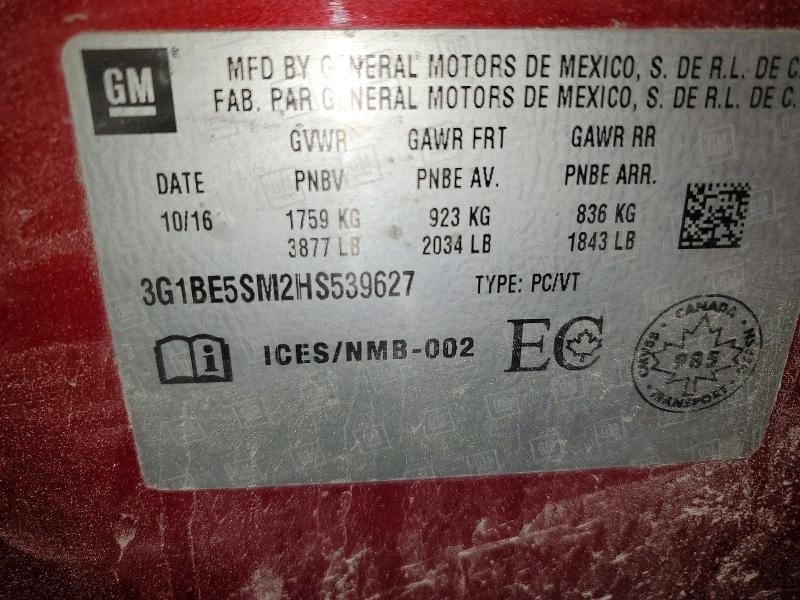 GM
MFD BY GENERAL MOTORS DE MEXICO, S. DE R.L. DE C.
FAB. PAR GENERAL MOTORS DE MEXICO, S. DE R.L. DE C.
GVWR GAWR FRT GAWR RR
DATE PNBV PNBE AV. PNBE ARR.
10/16 1759 KG 923 KG 836 KG
3877 LB 2034 LB 1843 LB
3G1BE5SM2HS539627 TYPE: PC/VT
i ICES/NMB-002 EC
CANADA
985
TRANSPORT